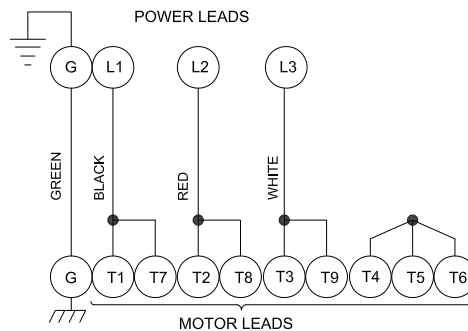 POWER LEADS
G L1 L2 L3
GREEN BLACK RED WHITE
G T1 T7 T2 T8 T3 T9 T4 T5 T6
MOTOR LEADS